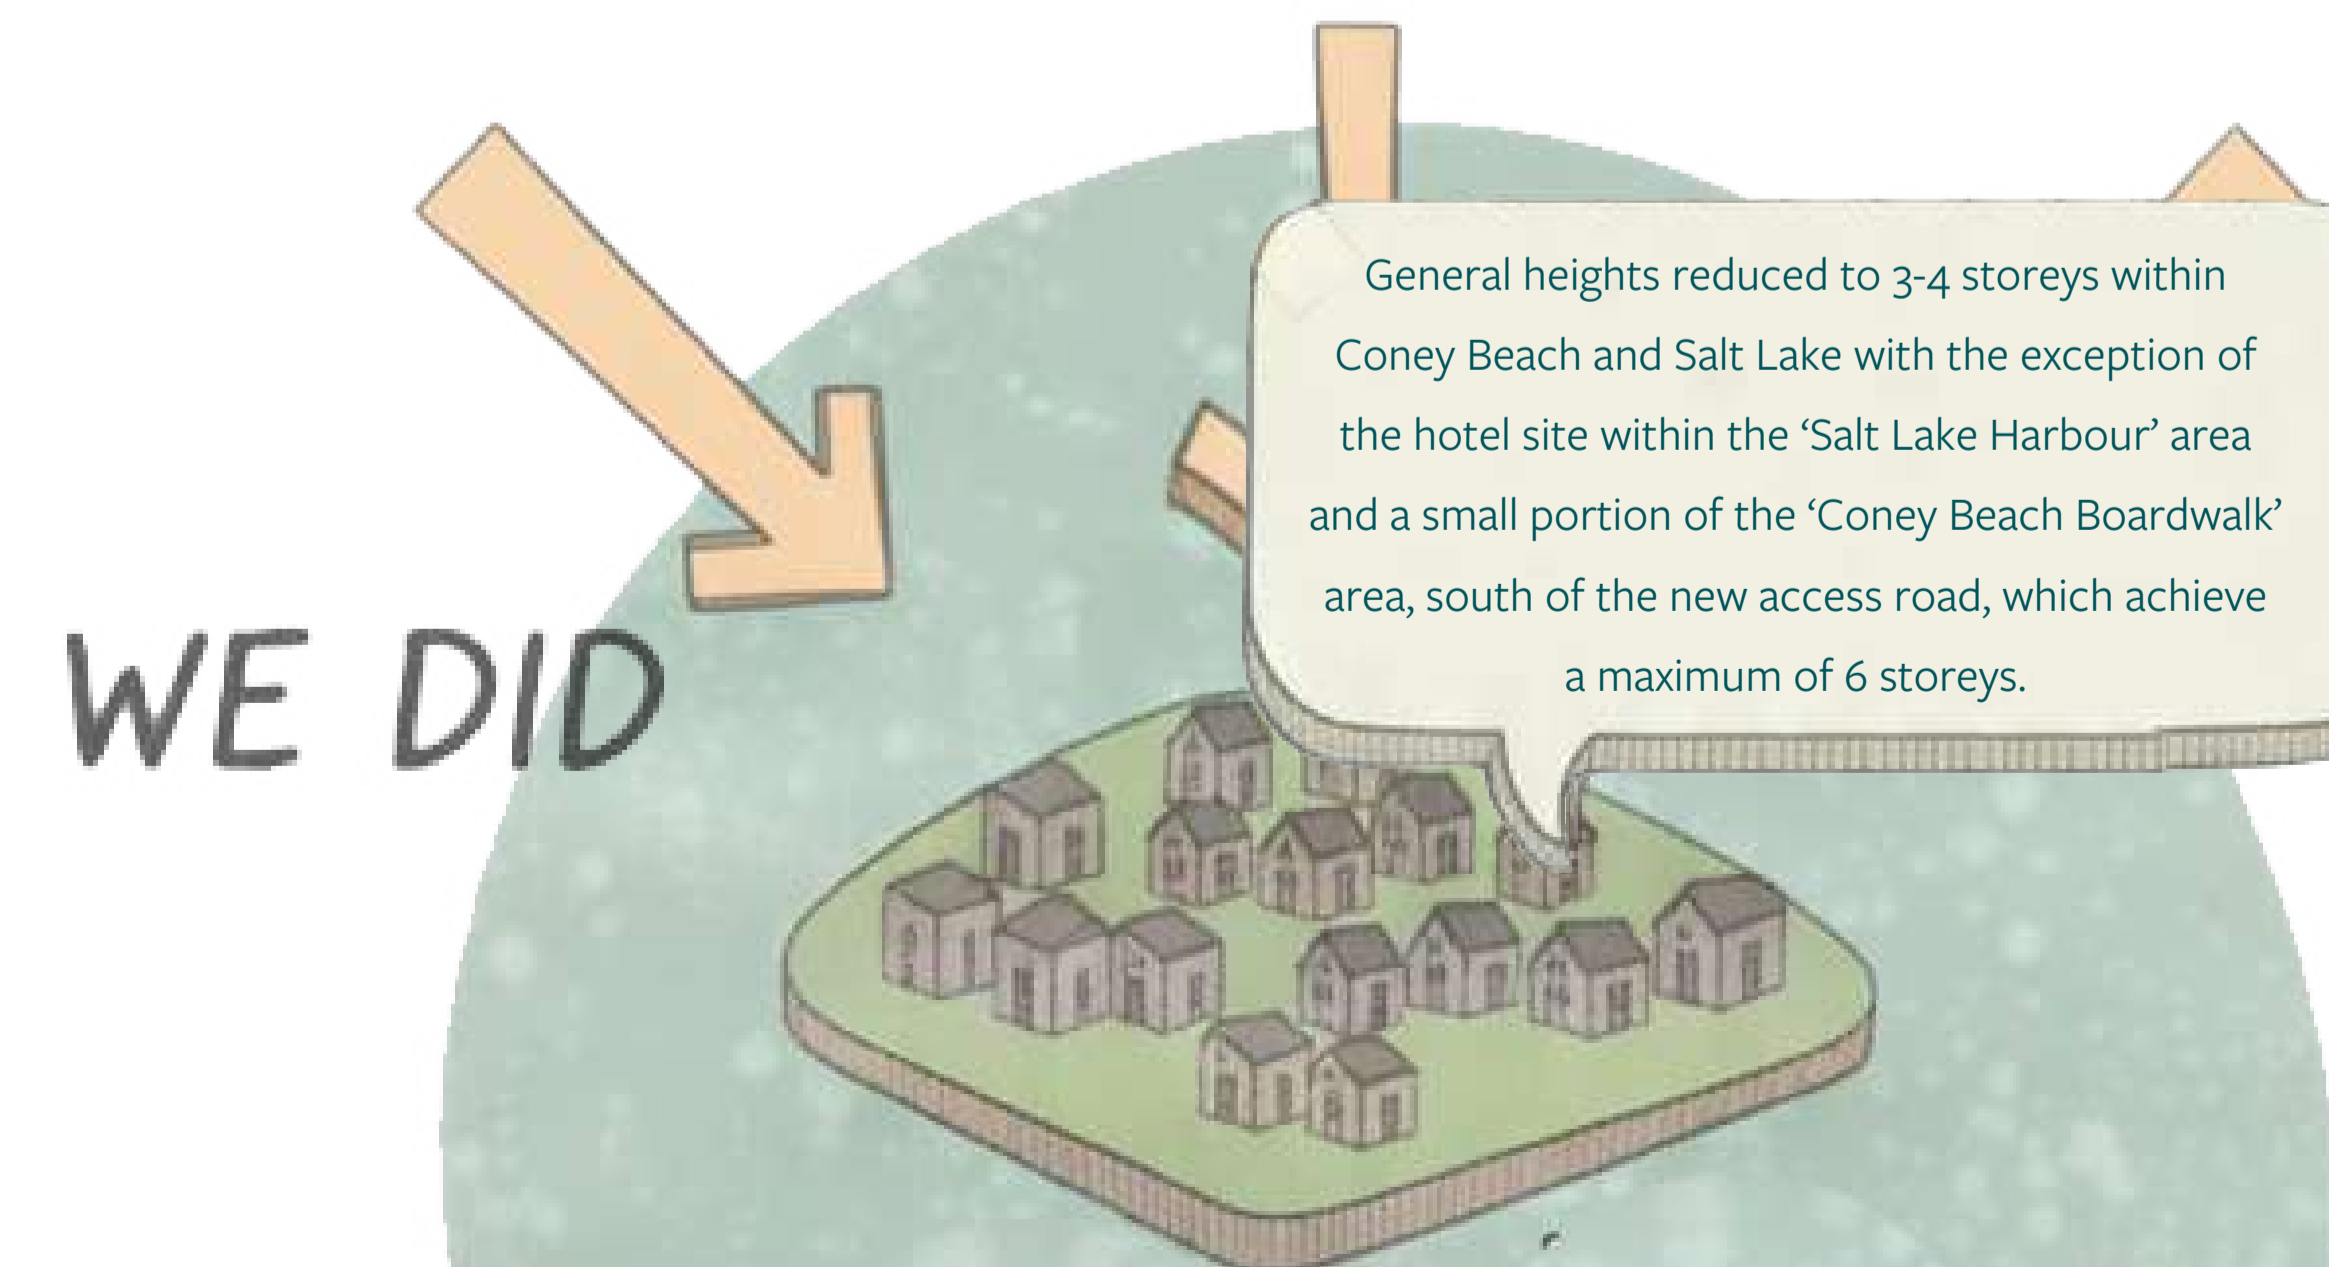 General heights reduced to 3-4 storeys within
Coney Beach and Salt Lake with the exception of
the hotel site within the ‘Salt Lake Harbour’ area
and a small portion of the ‘Coney Beach Boardwalk’
area, south of the new access road, which achieve
a maximum of 6 storeys.
WE DID